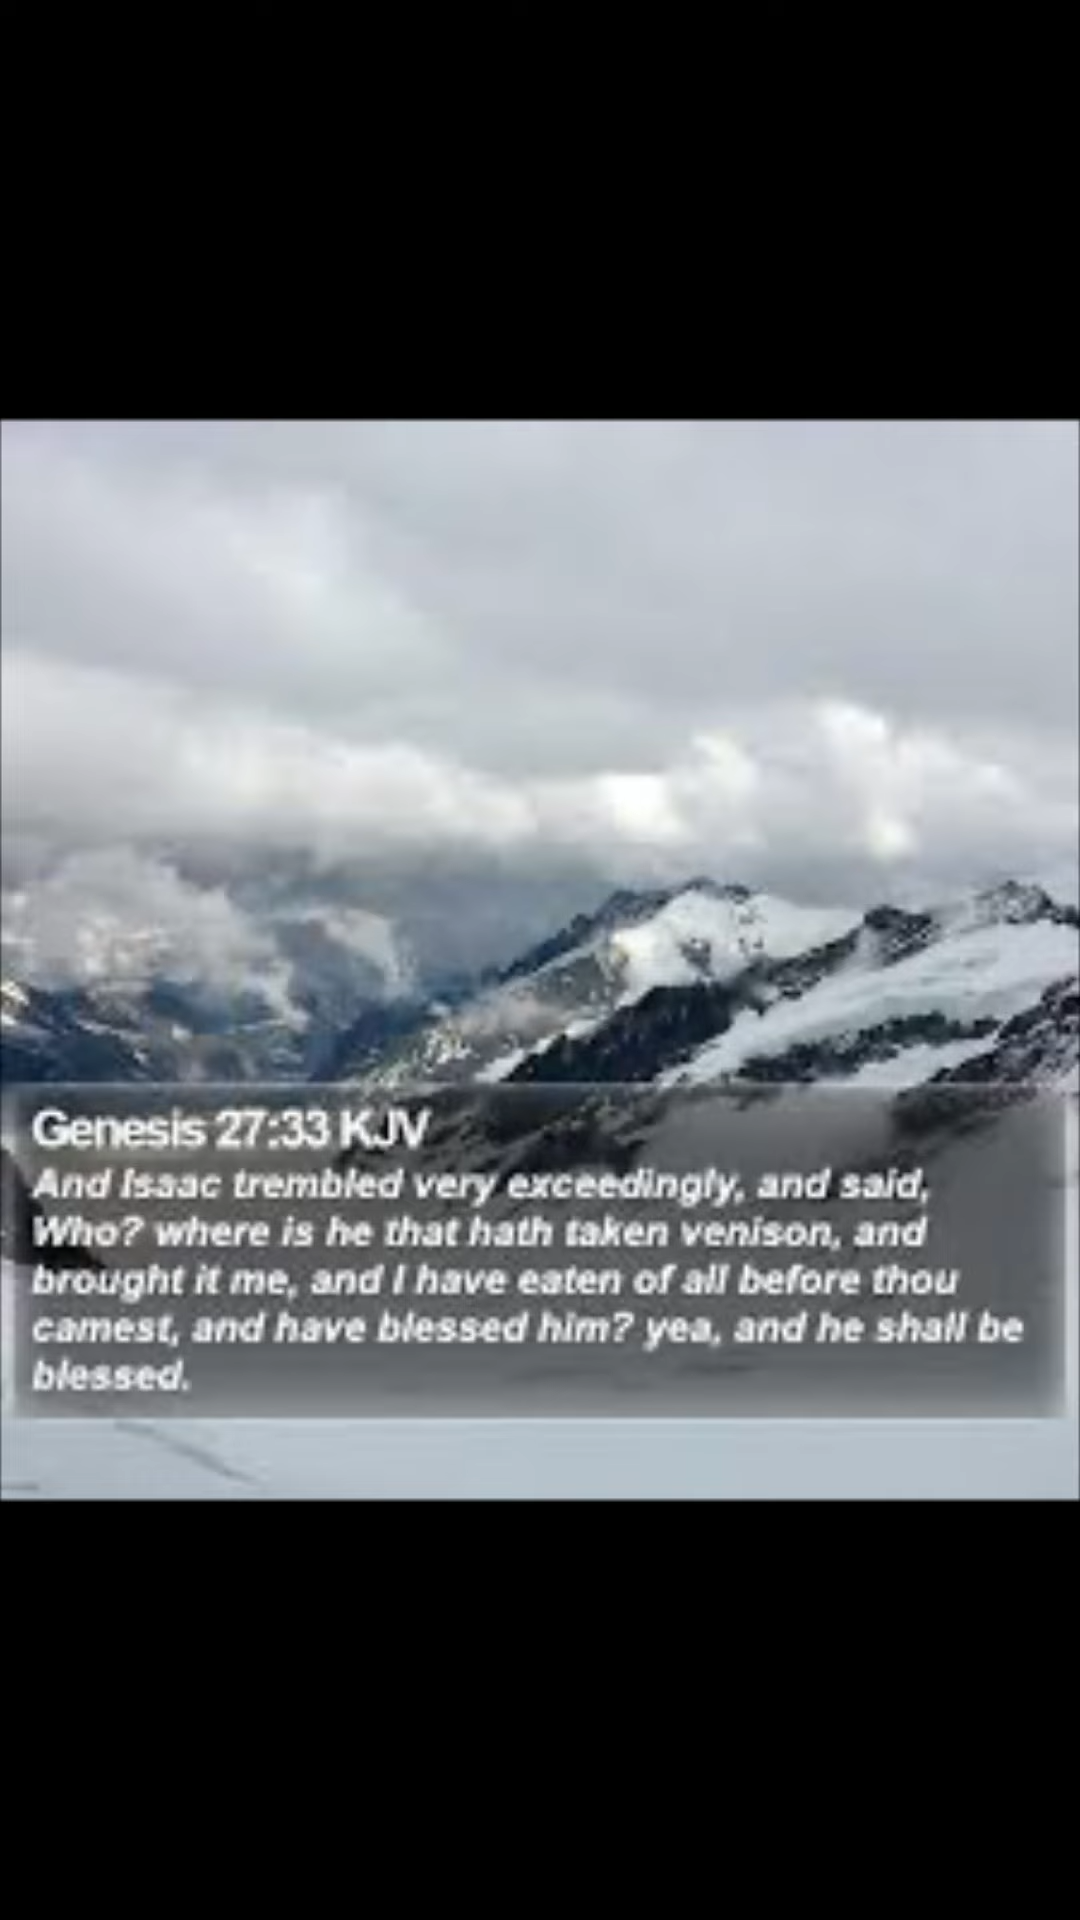 Genesis 27:33 KJV
And Isaac trembled very exceedingly, and said,
Who? where is he that hath taken venison, and
brought it me, and I have eaten of all before thou
camest, and have blessed him? yea, and he shall be
blessed.